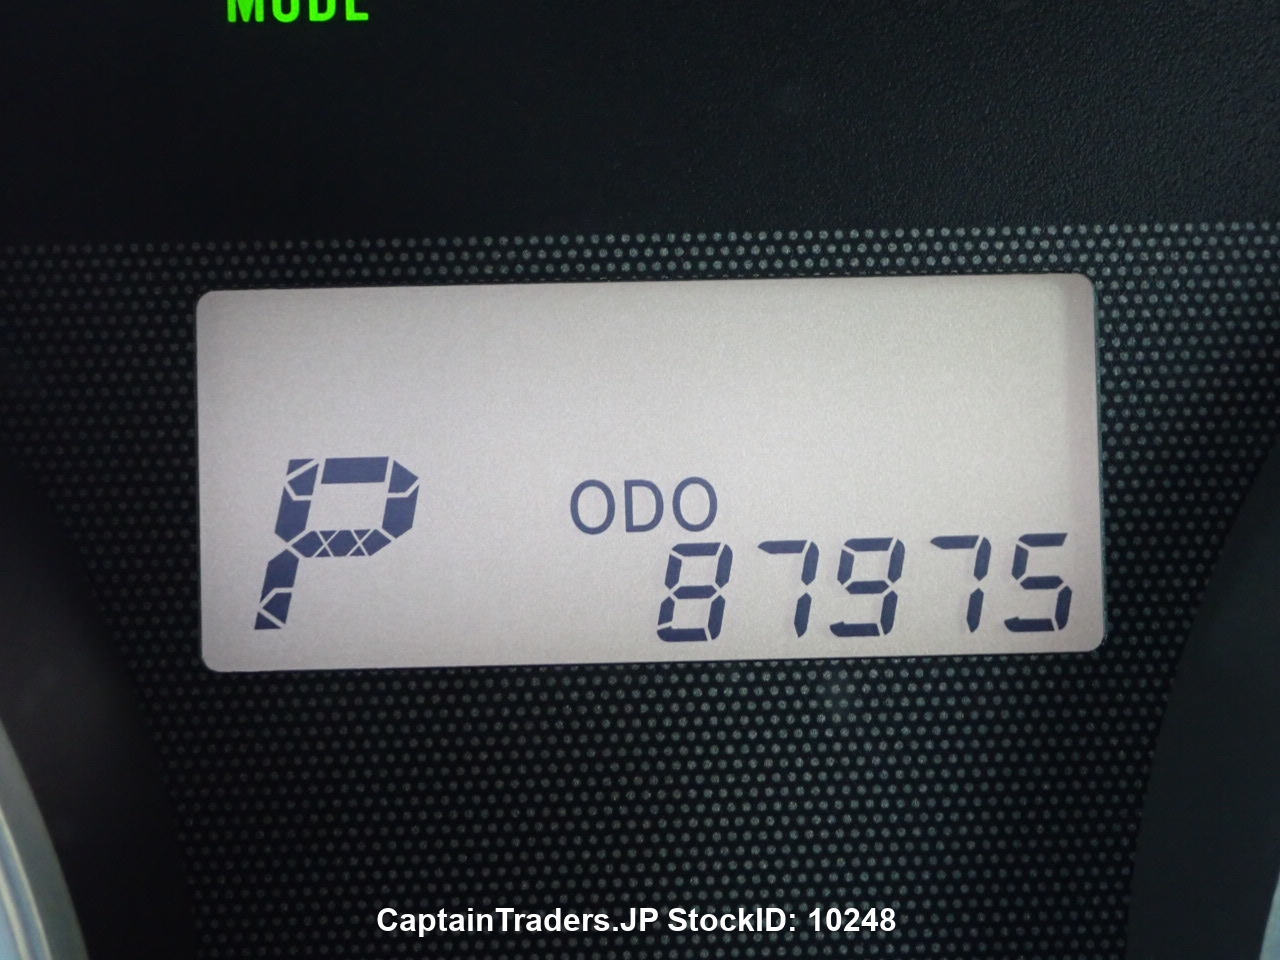 MODE
P
ODO
87975
CaptainTraders.JP StockID: 10248